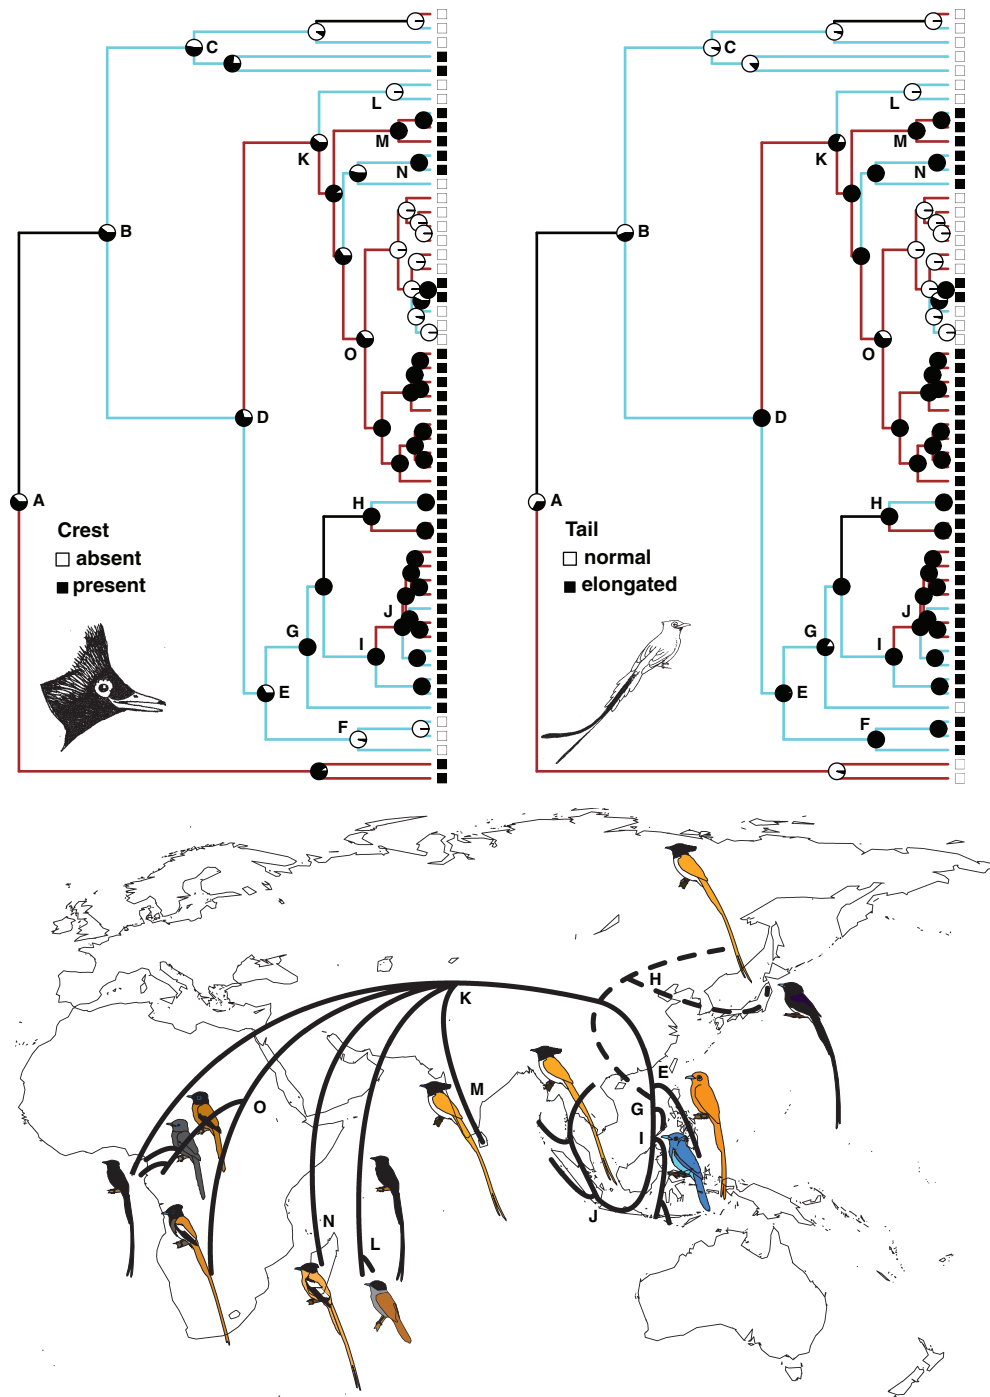 C
L
M
K
N
B
O
D
A
H
Crest
absent
present
J
G
I
E
F
C
L
M
K
N
B
O
D
A
H
Tail
normal
elongated
J
G
I
E
F
H
K
E
M
O
G
I
J
N
L